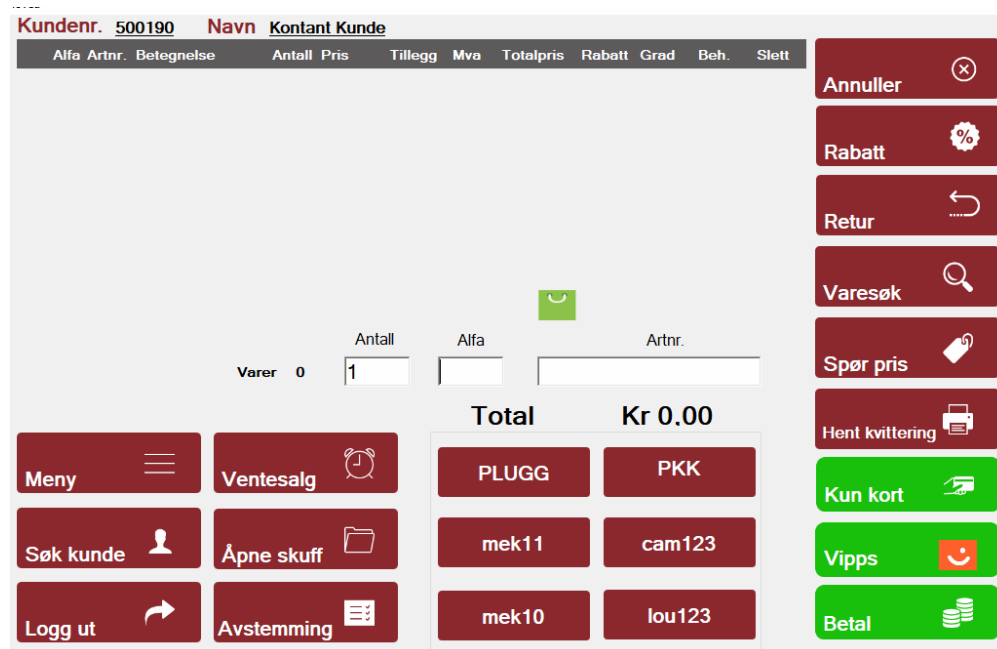 Kundenr. 500190 Navn Kontant Kunde
Alfa Artnr. Betegnelse Antall Pris Tillegg Mva Totalpris Rabatt Grad Beh. Slett
Annuller
Rabatt
Retur
Varesøk
Antall Alfa Artnr.
Varer 0 1
Spør pris
Total Kr 0.00
Hent kvittering
Meny
Ventesalg
PLUGG
PKK
Kun kort
Søk kunde
Åpne skuff
mek11
cam123
Vipps
Logg ut
Avstemming
mek10
lou123
Betal